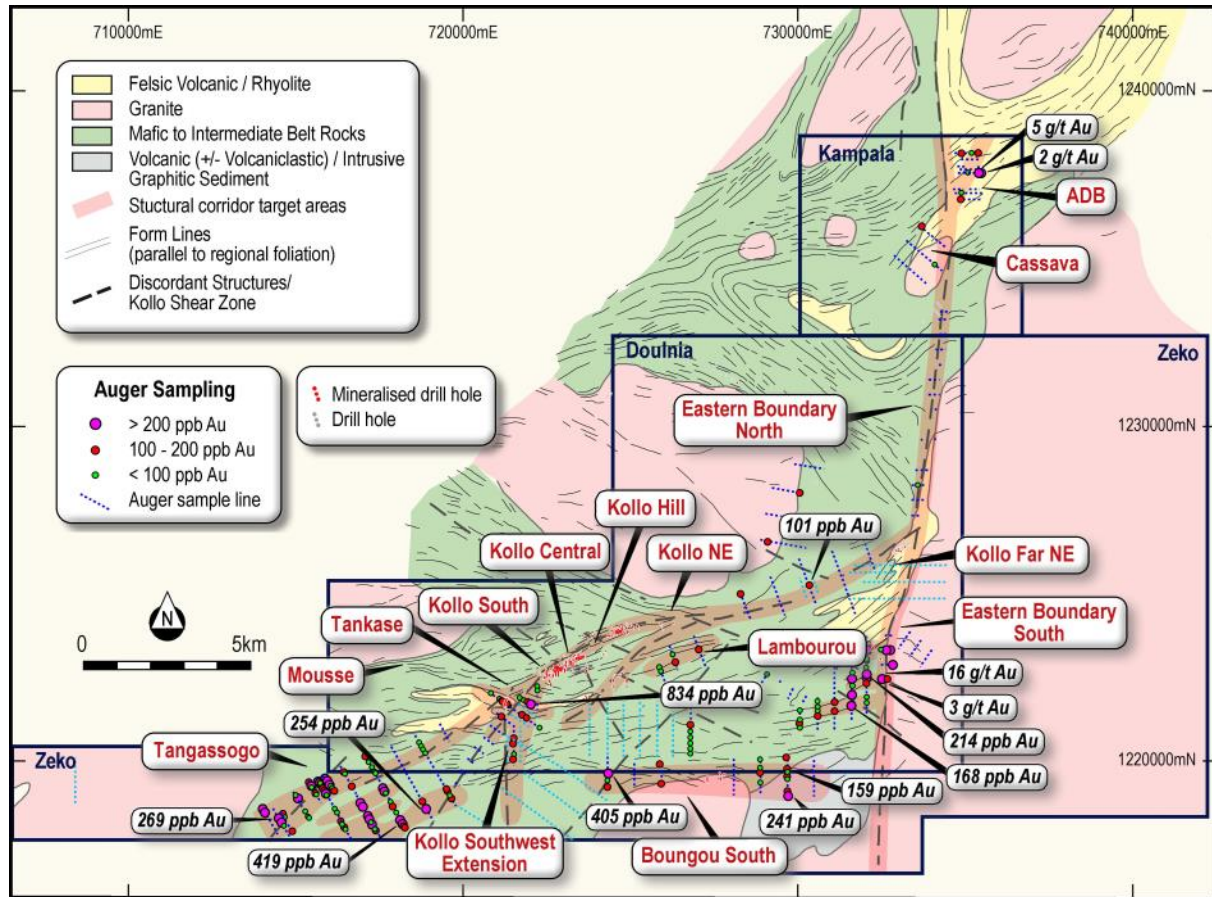 710000mE
720000mE
730000mE
740000mE
1240000mN
1230000mN
1220000mN
Felsic Volcanic / Rhyolite
Granite
Mafic to Intermediate Belt Rocks
Volcanic (+/- Volcaniclastic) / Intrusive
Graphitic Sediment
Stuctural corridor target areas
Form Lines
(parallel to regional foliation)
Discordant Structures/
Kollo Shear Zone
Auger Sampling
> 200 ppb Au
100 - 200 ppb Au
< 100 ppb Au
Auger sample line
Mineralised drill hole
Drill hole
N
0
5km
Kampala
5 g/t Au
2 g/t Au
ADB
Cassava
Doulnia
Zeko
Eastern Boundary
North
Kollo Hill
101 ppb Au
Kollo Central
Kollo NE
Kollo Far NE
Kollo South
Tankase
Eastern Boundary
South
Lambourou
Mousse
16 g/t Au
834 ppb Au
3 g/t Au
254 ppb Au
214 ppb Au
Tangassogo
Zeko
168 ppb Au
159 ppb Au
269 ppb Au
405 ppb Au
241 ppb Au
419 ppb Au
Kollo Southwest
Extension
Boungou South